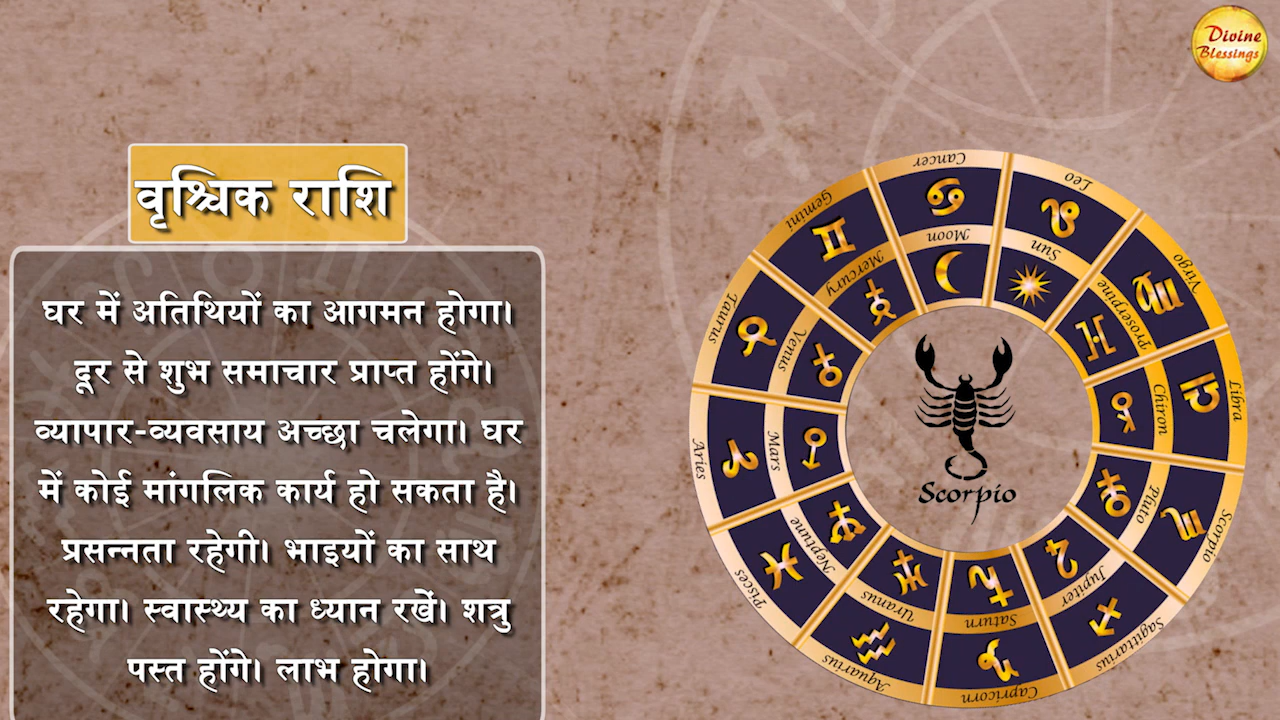 Divine
Blessings
वृश्चिक राशि
घर में अतिथियों का आगमन होगा।
दूर से शुभ समाचार प्राप्त होंगे।
व्यापार-व्यवसाय अच्छा चलेगा। घर
में कोई मांगलिक कार्य हो सकता है।
प्रसन्नता रहेगी। भाइयों का साथ
रहेगा। स्वास्थ्य का ध्यान रखें। शत्रु
पस्त होंगे। लाभ होगा।
Cancer
Leo
Virgo
Libra
Scorpio
Sagittarius
Capricorn
Aquarius
Pisces
Aries
Taurus
Gemini
Moon
Sun
Proserpine
Chiron
Pluto
Jupiter
Saturn
Uranus
Neptune
Mars
Venus
Mercury
Scorpio